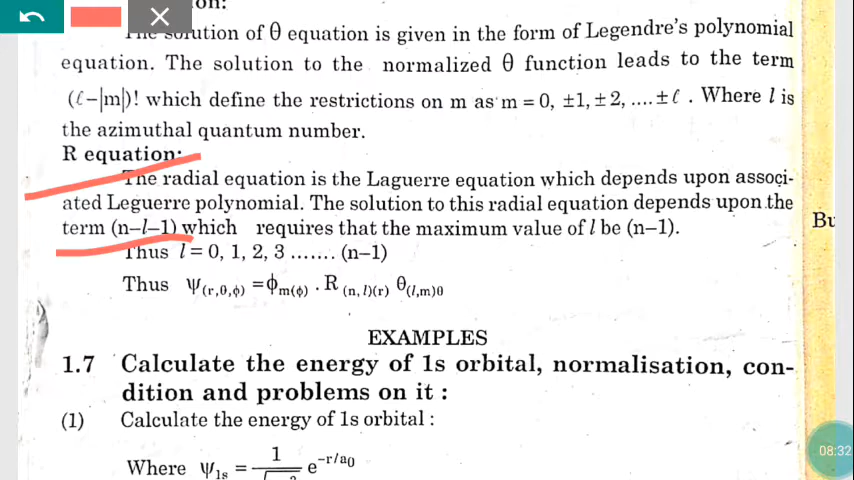 on:
The solution of θ equation is given in the form of Legendre's polynomial
equation. The solution to the normalized θ function leads to the term
(ℓ–|m|)! which define the restrictions on m as m = 0, ±1, ± 2, ....± ℓ . Where l is
the azimuthal quantum number.
R equation:
The radial equation is the Laguerre equation which depends upon associ-
ated Leguerre polynomial. The solution to this radial equation depends upon the
term (n–l–1) which requires that the maximum value of l be (n–1).
Thus l = 0, 1, 2, 3 ....... (n–1)
Thus ψ(r,θ,ϕ) = ϕm(ϕ) . R (n, l)(r) θ(l,m)θ
Bu
EXAMPLES
1.7 Calculate the energy of 1s orbital, normalisation, con-
dition and problems on it :
(1) Calculate the energy of 1s orbital :
08:32
Where ψ1s = 1 e–r/a0